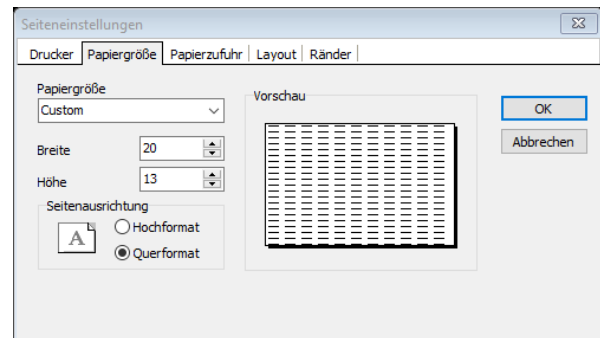 Seiteneinstellungen
Drucker Papiergröße Papierzufuhr Layout Ränder
Papiergröße
Custom
Breite 20
Höhe 13
Seitenausrichtung
A
Hochformat
Querformat
Vorschau
OK
Abbrechen